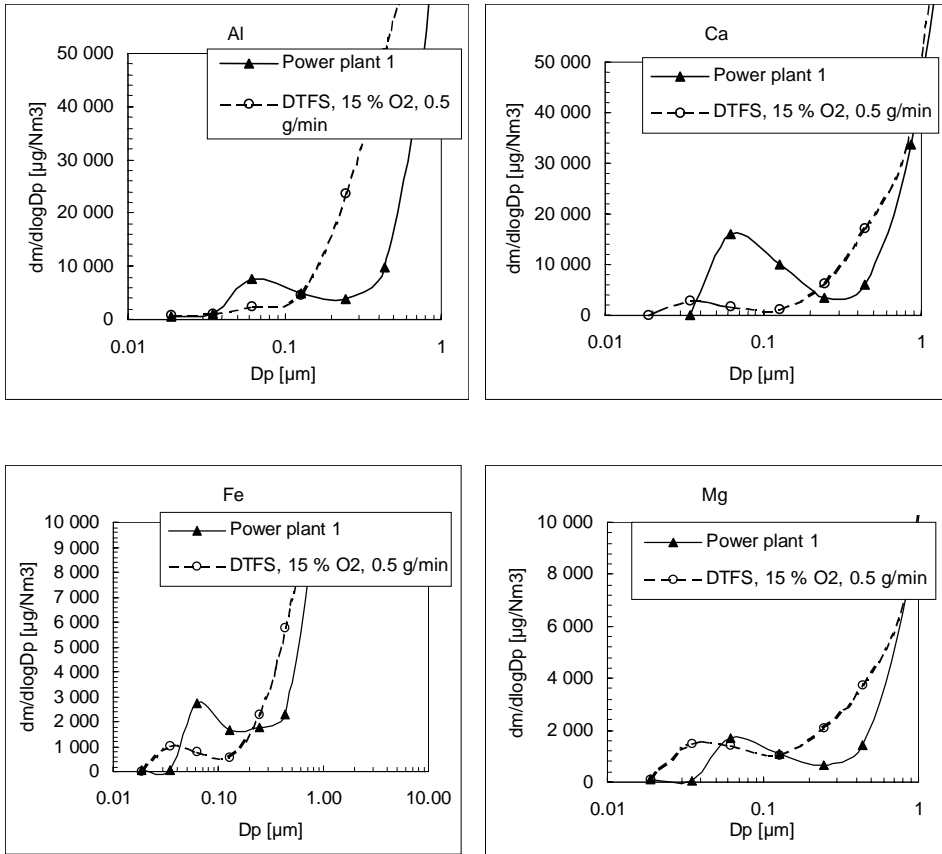 Al
50 000
40 000
30 000
20 000
10 000
0
0.01 0.1 1
Dp [µm]
dm/dlogDp [µg/Nm3]
Power plant 1
DTFS, 15 % O2, 0.5
g/min
Ca
50 000
40 000
30 000
20 000
10 000
0
0.01 0.1 1
Dp [µm]
dm/dlogDp [µg/Nm3]
Power plant 1
DTFS, 15 % O2, 0.5 g/min
Fe
10 000
9 000
8 000
7 000
6 000
5 000
4 000
3 000
2 000
1 000
0
0.01 0.10 1.00 10.00
Dp [µm]
dm/dlogDp [µg/Nm3]
Power plant 1
DTFS, 15 % O2, 0.5 g/min
Mg
10 000
8 000
6 000
4 000
2 000
0
0.01 0.1 1
Dp [µm]
dm/dlogDp [µg/Nm3]
Power plant 1
DTFS, 15 % O2, 0.5 g/min